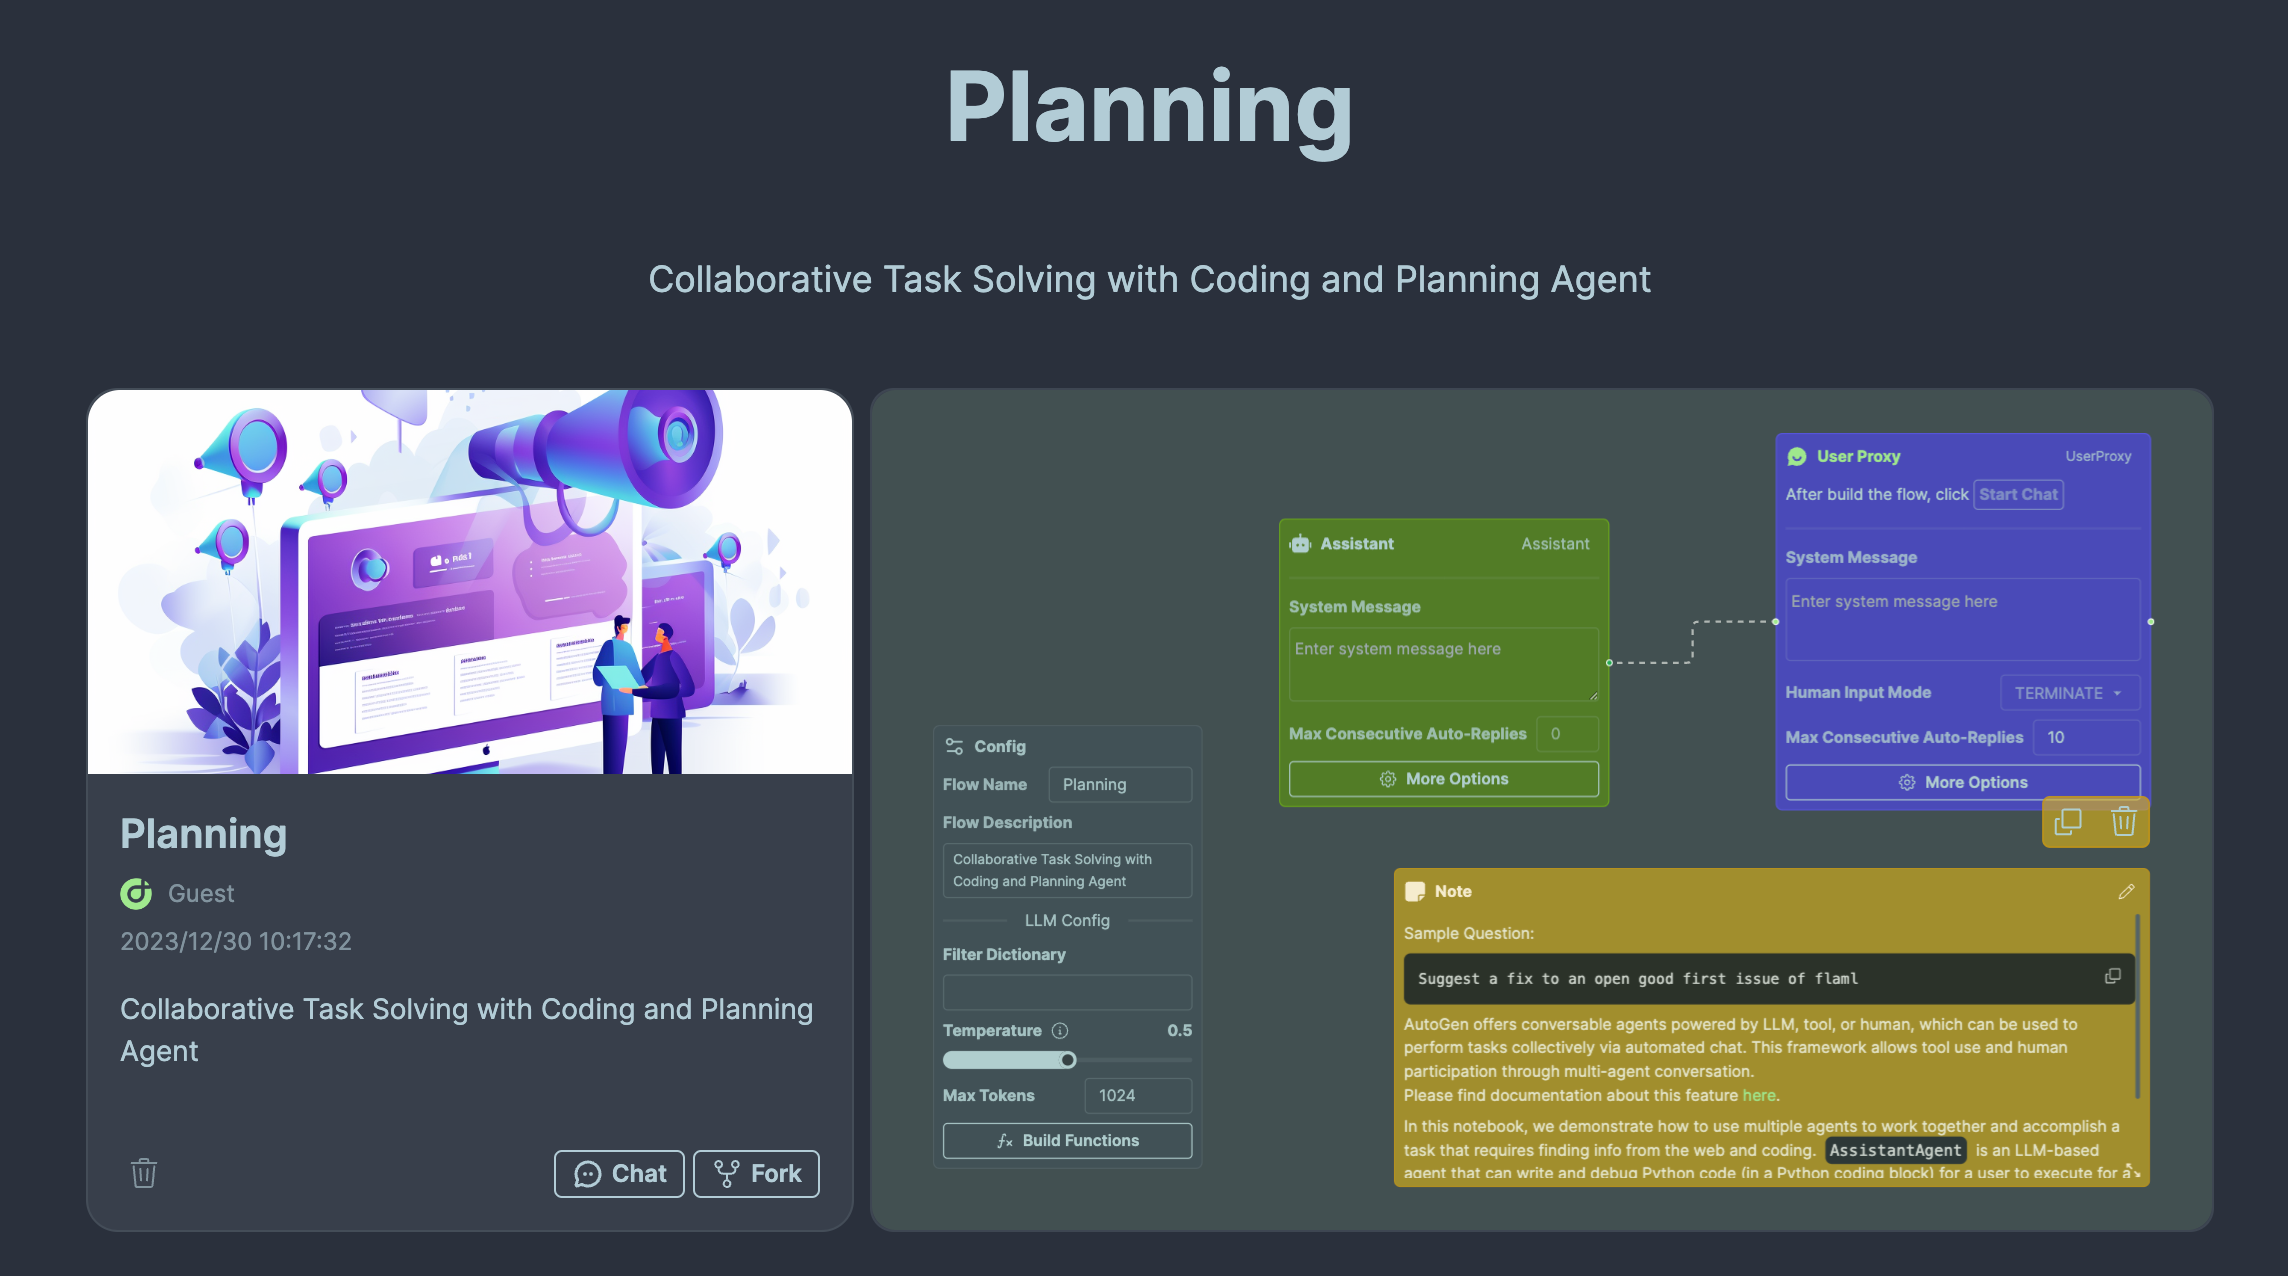 Planning
Collaborative Task Solving with Coding and Planning Agent
Planning
Guest
2023/12/30 10:17:32
Collaborative Task Solving with Coding and Planning
Agent
Chat
Fork
Config
Flow Name
Planning
Flow Description
Collaborative Task Solving with
Coding and Planning Agent
LLM Config
Filter Dictionary
Temperature
0.5
Max Tokens
1024
Build Functions
Assistant
Assistant
System Message
Enter system message here
Max Consecutive Auto-Replies
0
More Options
User Proxy
UserProxy
After build the flow, click Start Chat
System Message
Enter system message here
Human Input Mode
TERMINATE
Max Consecutive Auto-Replies
10
More Options
Note
Sample Question:
Suggest a fix to an open good first issue of flaml
AutoGen offers conversable agents powered by LLM, tool, or human, which can be used to
perform tasks collectively via automated chat. This framework allows tool use and human
participation through multi-agent conversation.
Please find documentation about this feature here.
In this notebook, we demonstrate how to use multiple agents to work together and accomplish a
task that requires finding info from the web and coding. AssistantAgent is an LLM-based
agent that can write and debug Python code (in a Python coding block) for a user to execute for a